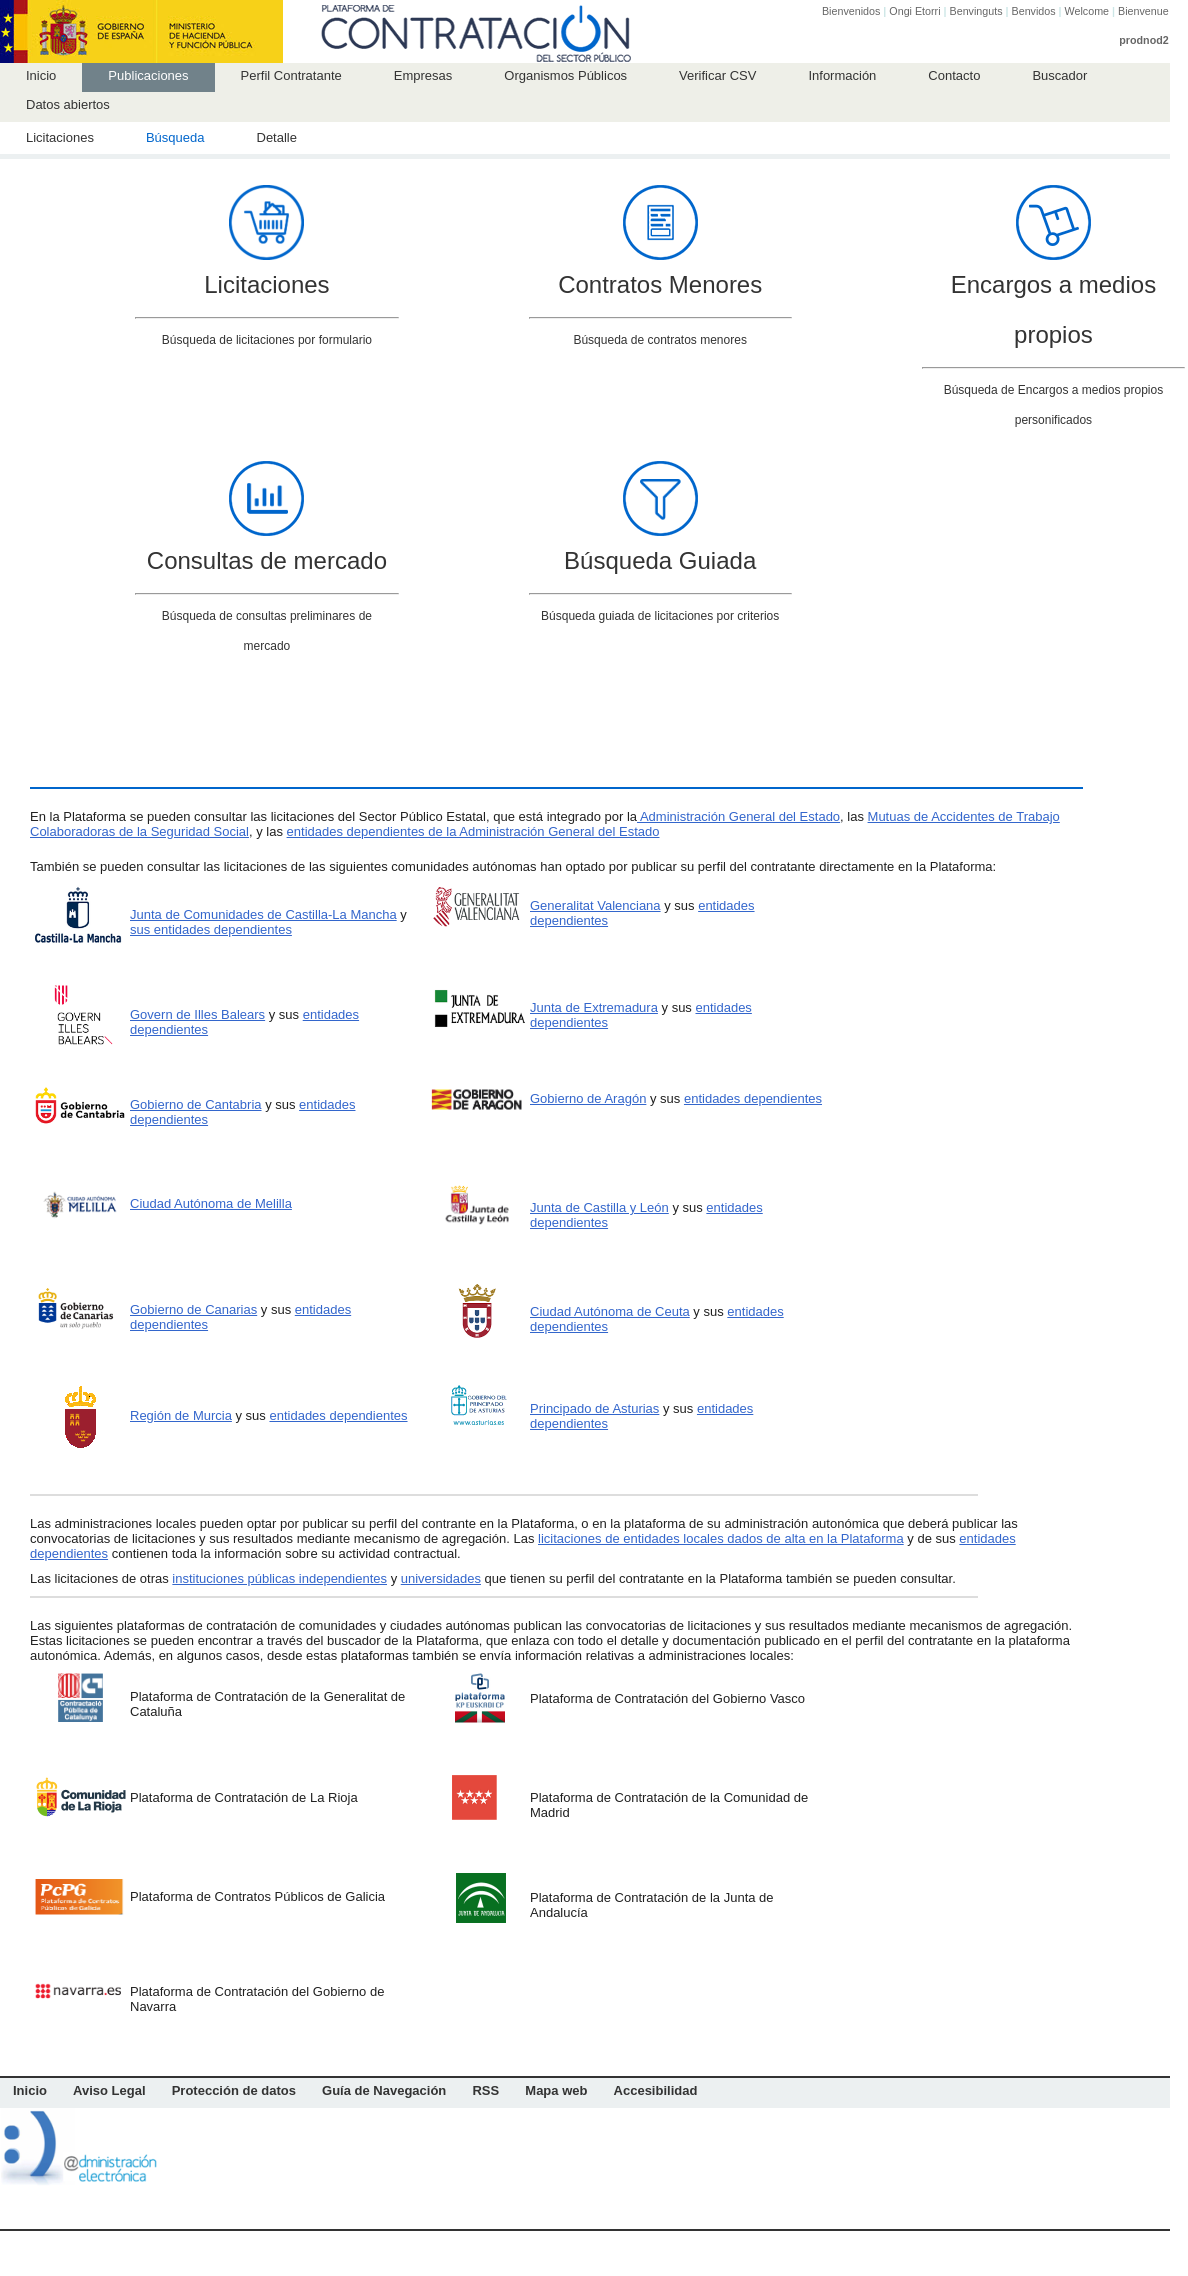 GOBIERNO
DE ESPAÑA
MINISTERIO
DE HACIENDA
Y FUNCIÓN PÚBLICA
PLATAFORMA DE
CONTRATACIÓN
DEL SECTOR PÚBLICO
Bienvenidos | Ongi Etorri | Benvinguts | Benvidos | Welcome | Bienvenue
prodnod2
Inicio Publicaciones Perfil Contratante Empresas Organismos Públicos Verificar CSV Información Contacto Buscador
Datos abiertos
Licitaciones Búsqueda Detalle
Licitaciones
Búsqueda de licitaciones por formulario
Contratos Menores
Búsqueda de contratos menores
Encargos a medios
propios
Búsqueda de Encargos a medios propios
personificados
Consultas de mercado
Búsqueda de consultas preliminares de
mercado
Búsqueda Guiada
Búsqueda guiada de licitaciones por criterios
En la Plataforma se pueden consultar las licitaciones del Sector Público Estatal, que está integrado por la Administración General del Estado, las Mutuas de Accidentes de Trabajo
Colaboradoras de la Seguridad Social, y las entidades dependientes de la Administración General del Estado
También se pueden consultar las licitaciones de las siguientes comunidades autónomas han optado por publicar su perfil del contratante directamente en la Plataforma:
Castilla-La Mancha
Junta de Comunidades de Castilla-La Mancha y
sus entidades dependientes
GENERALITAT
VALENCIANA
Generalitat Valenciana y sus entidades
dependientes
GOVERN
ILLES
BALEARS
Govern de Illes Balears y sus entidades
dependientes
JUNTA DE
EXTREMADURA
Junta de Extremadura y sus entidades
dependientes
Gobierno
de Cantabria
Gobierno de Cantabria y sus entidades
dependientes
GOBIERNO
DE ARAGON
Gobierno de Aragón y sus entidades dependientes
CIUDAD AUTÓNOMA
MELILLA
Ciudad Autónoma de Melilla
Junta de
Castilla y León
Junta de Castilla y León y sus entidades
dependientes
Gobierno
de Canarias
un solo pueblo
Gobierno de Canarias y sus entidades
dependientes
Ciudad Autónoma de Ceuta y sus entidades
dependientes
Región de Murcia y sus entidades dependientes
GOBIERNO DEL
PRINCIPADO
DE ASTURIAS
www.asturias.es
Principado de Asturias y sus entidades
dependientes
Las administraciones locales pueden optar por publicar su perfil del contrante en la Plataforma, o en la plataforma de su administración autonómica que deberá publicar las
convocatorias de licitaciones y sus resultados mediante mecanismo de agregación. Las licitaciones de entidades locales dados de alta en la Plataforma y de sus entidades
dependientes contienen toda la información sobre su actividad contractual.
Las licitaciones de otras instituciones públicas independientes y universidades que tienen su perfil del contratante en la Plataforma también se pueden consultar.
Las siguientes plataformas de contratación de comunidades y ciudades autónomas publican las convocatorias de licitaciones y sus resultados mediante mecanismos de agregación.
Estas licitaciones se pueden encontrar a través del buscador de la Plataforma, que enlaza con todo el detalle y documentación publicado en el perfil del contratante en la plataforma
autonómica. Además, en algunos casos, desde estas plataformas también se envía información relativas a administraciones locales:
Contractació
Pública de
Catalunya
Plataforma de Contratación de la Generalitat de
Cataluña
plataforma
KP EUSKADI CP
Plataforma de Contratación del Gobierno Vasco
Comunidad
de La Rioja
Plataforma de Contratación de La Rioja
Plataforma de Contratación de la Comunidad de
Madrid
PcPG
Plataforma de Contratos
Públicos de Galicia
Plataforma de Contratos Públicos de Galicia
JUNTA DE ANDALUCIA
Plataforma de Contratación de la Junta de
Andalucía
navarra.es
Plataforma de Contratación del Gobierno de
Navarra
Inicio Aviso Legal Protección de datos Guía de Navegación RSS Mapa web Accesibilidad
@dministración
electrónica